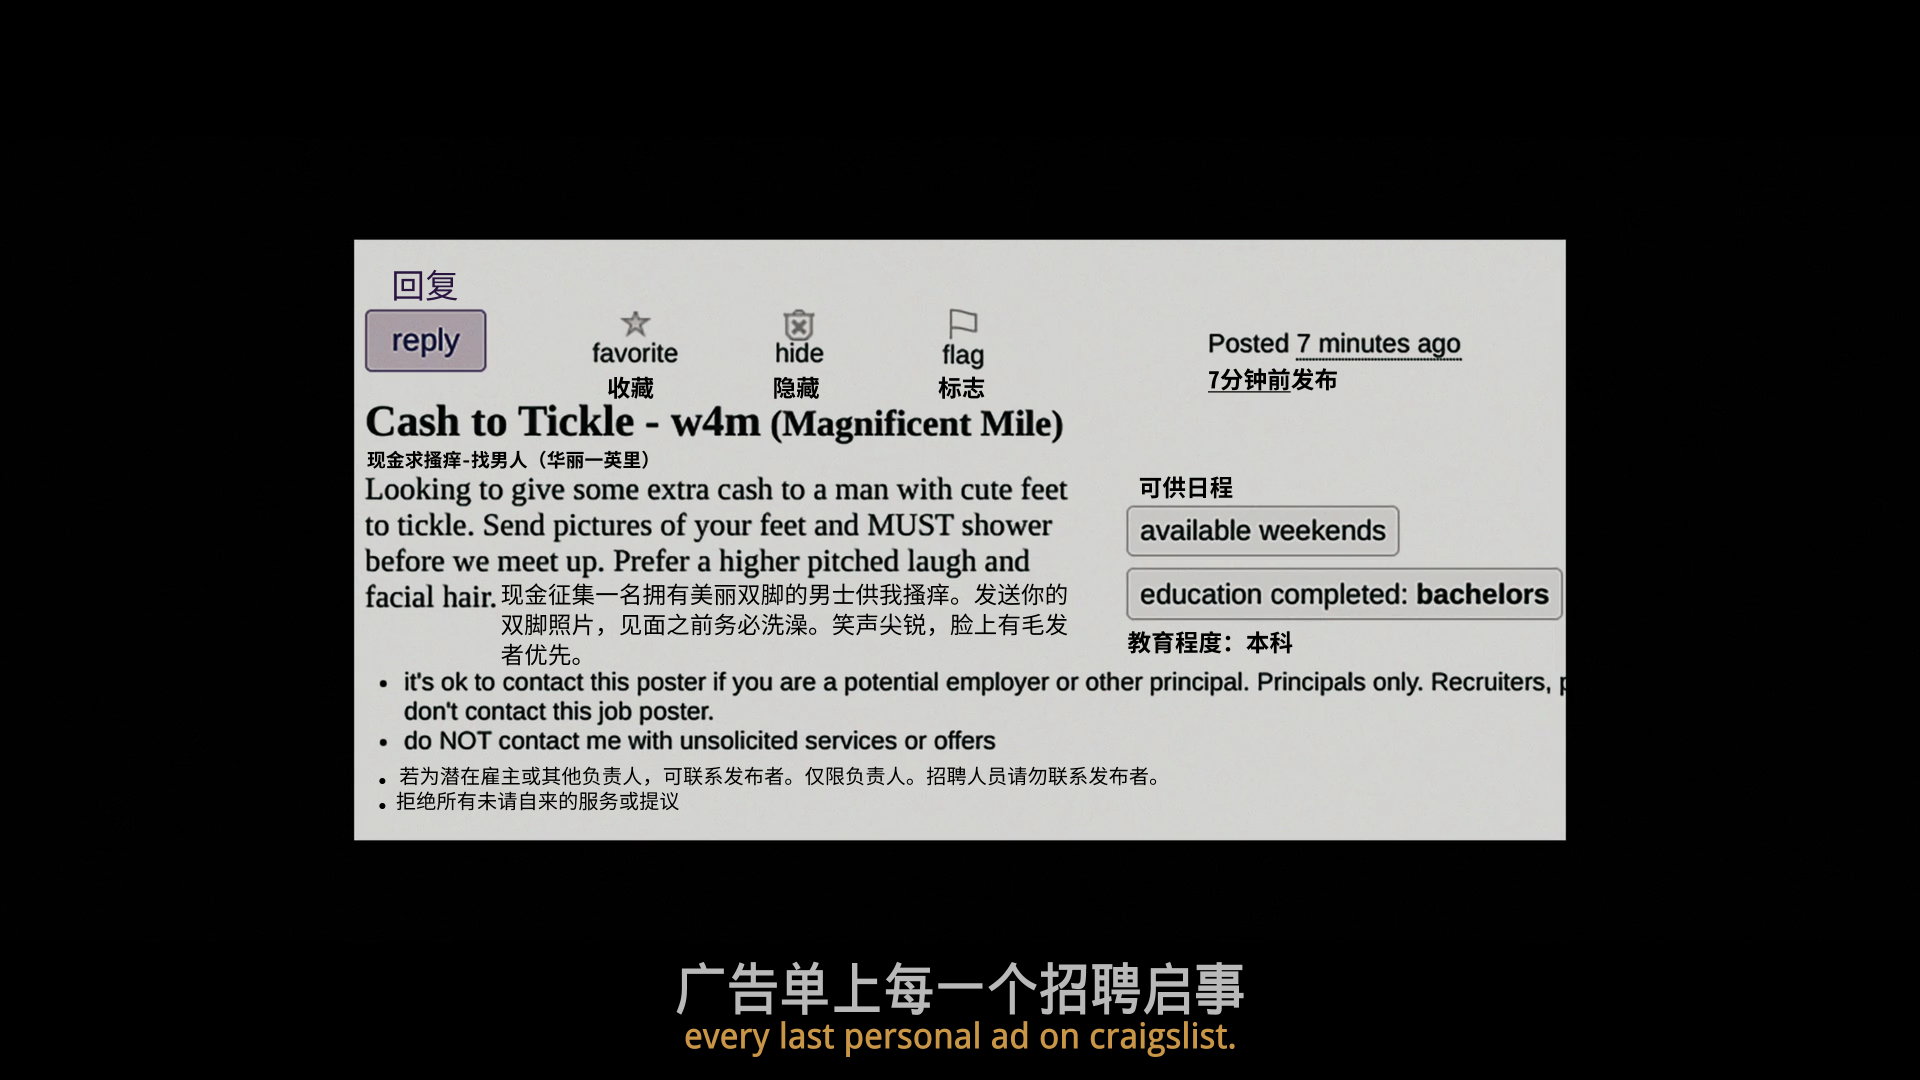 回复
reply
favorite
hide
flag
Posted 7 minutes ago
收藏
隐藏
标志
7分钟前发布
Cash to Tickle - w4m (Magnificent Mile)
现金求搔痒-找男人（华丽一英里）
Looking to give some extra cash to a man with cute feet
to tickle. Send pictures of your feet and MUST shower
before we meet up. Prefer a higher pitched laugh and
facial hair.
现金征集一名拥有美丽双脚的男士供我搔痒。发送你的
双脚照片，见面之前务必洗澡。笑声尖锐，脸上有毛发
者优先。
可供日程
available weekends
education completed: bachelors
教育程度：本科
• it's ok to contact this poster if you are a potential employer or other principal. Principals only. Recruiters,
don't contact this job poster.
• do NOT contact me with unsolicited services or offers
• 若为潜在雇主或其他负责人，可联系发布者。仅限负责人。招聘人员请勿联系发布者。
• 拒绝所有未请自来的服务或提议
广告单上每一个招聘启事
every last personal ad on craigslist.